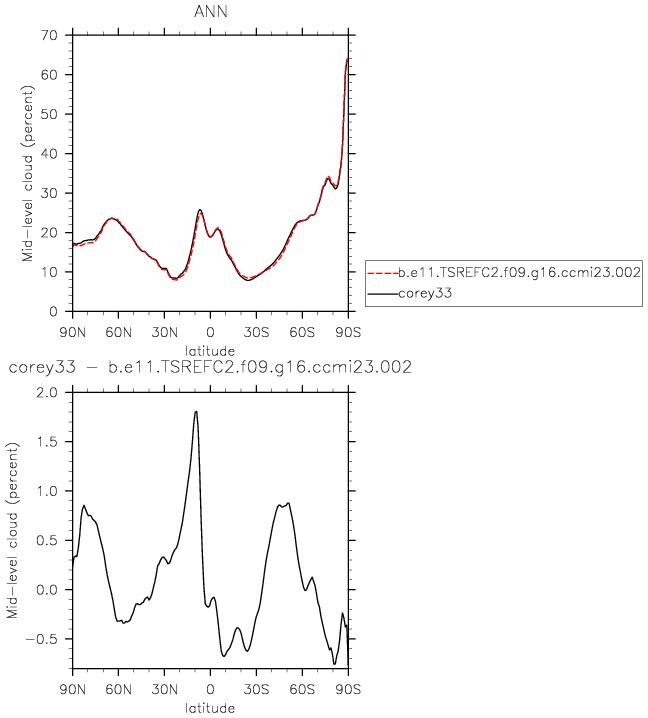 ANN
Mid-level cloud (percent)
70
60
50
40
30
20
10
0
90N 60N 30N 0 30S 60S 90S
latitude
b.e11.TSREFC2.f09.g16.ccmi23.002
corey33
corey33 - b.e11.TSREFC2.f09.g16.ccmi23.002
Mid-level cloud (percent)
2.0
1.5
1.0
0.5
0.0
-0.5
90N 60N 30N 0 30S 60S 90S
latitude